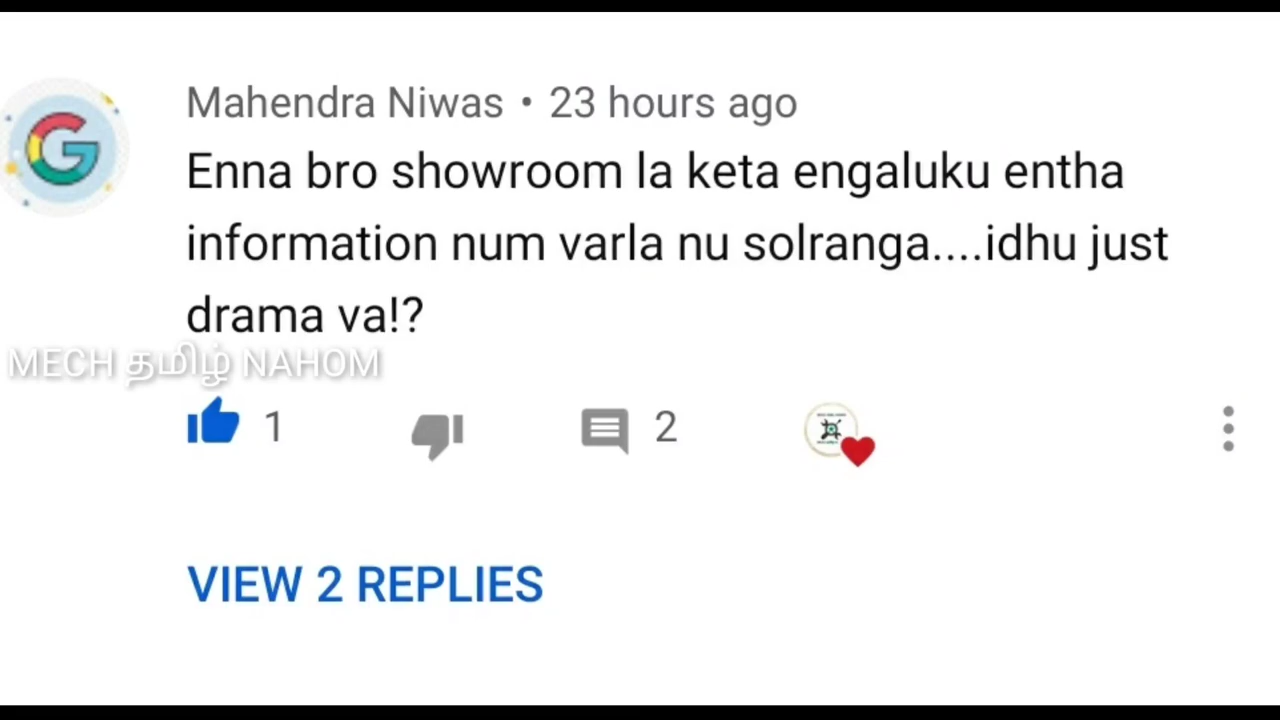 Mahendra Niwas • 23 hours ago
Enna bro showroom la keta engaluku entha
information num varla nu solranga....idhu just
drama va!?
MECH தமிழ் NAHOM
1
2
VIEW 2 REPLIES